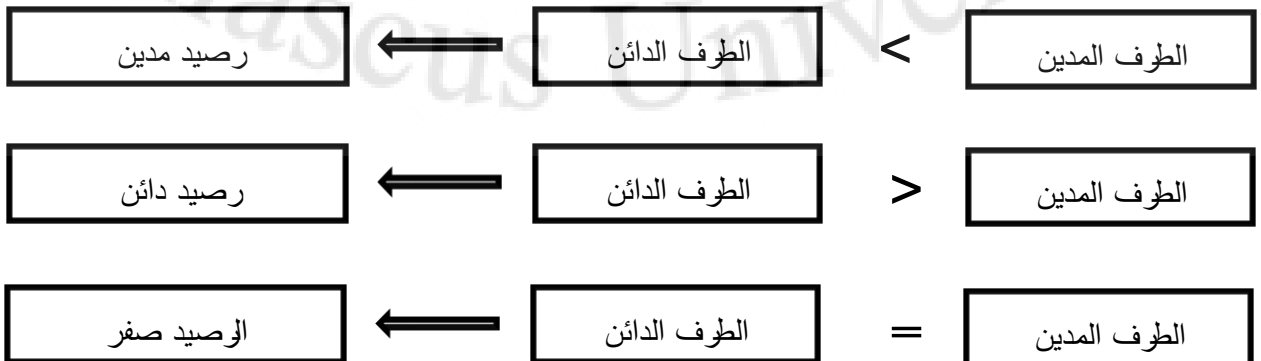 الطرف المدين < الطرف الدائن رصيد مدين
الطرف المدين > الطرف الدائن رصيد دائن
الطرف المدين = الطرف الدائن الرصيد صفر